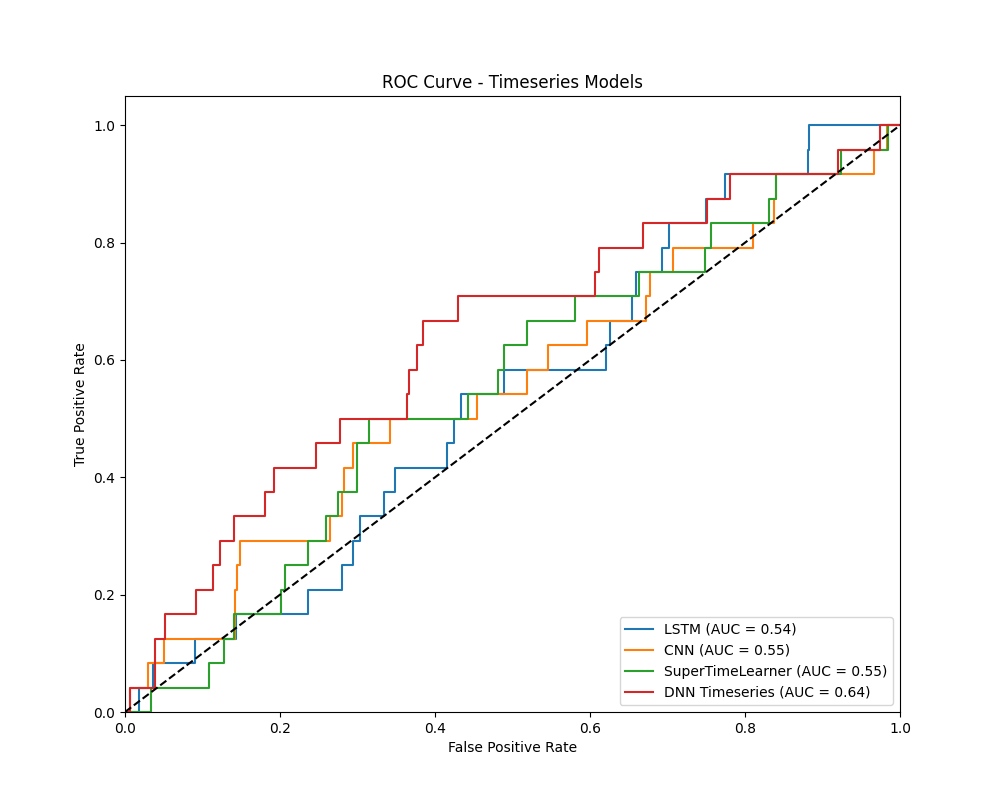 ROC Curve - Timeseries Models
True Positive Rate
1.0
0.8
0.6
0.4
0.2
0.0
0.0 0.2 0.4 0.6 0.8 1.0
False Positive Rate
LSTM (AUC = 0.54)
CNN (AUC = 0.55)
SuperTimeLearner (AUC = 0.55)
DNN Timeseries (AUC = 0.64)